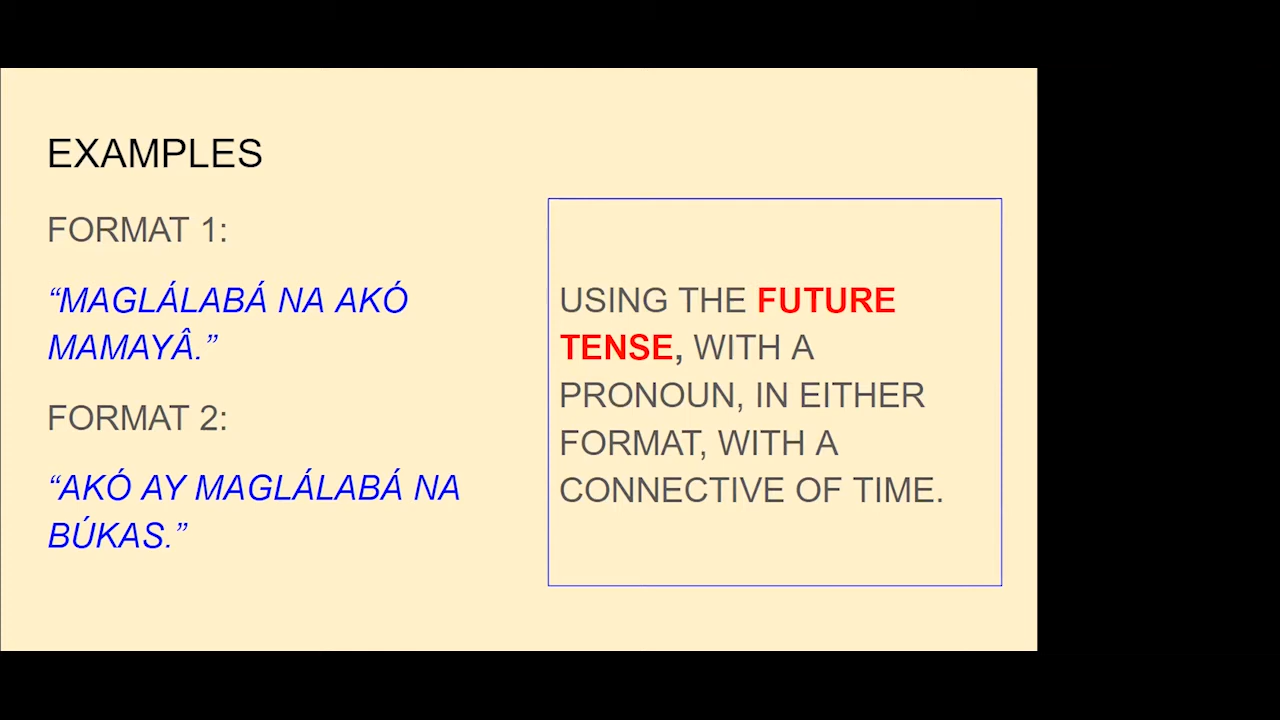 EXAMPLES
FORMAT 1:
“MAGLÁLABÁ NA AKÓ
MAMAYÂ.”
FORMAT 2:
“AKÓ AY MAGLÁLABÁ NA
BÚKAS.”
USING THE FUTURE
TENSE, WITH A
PRONOUN, IN EITHER
FORMAT, WITH A
CONNECTIVE OF TIME.